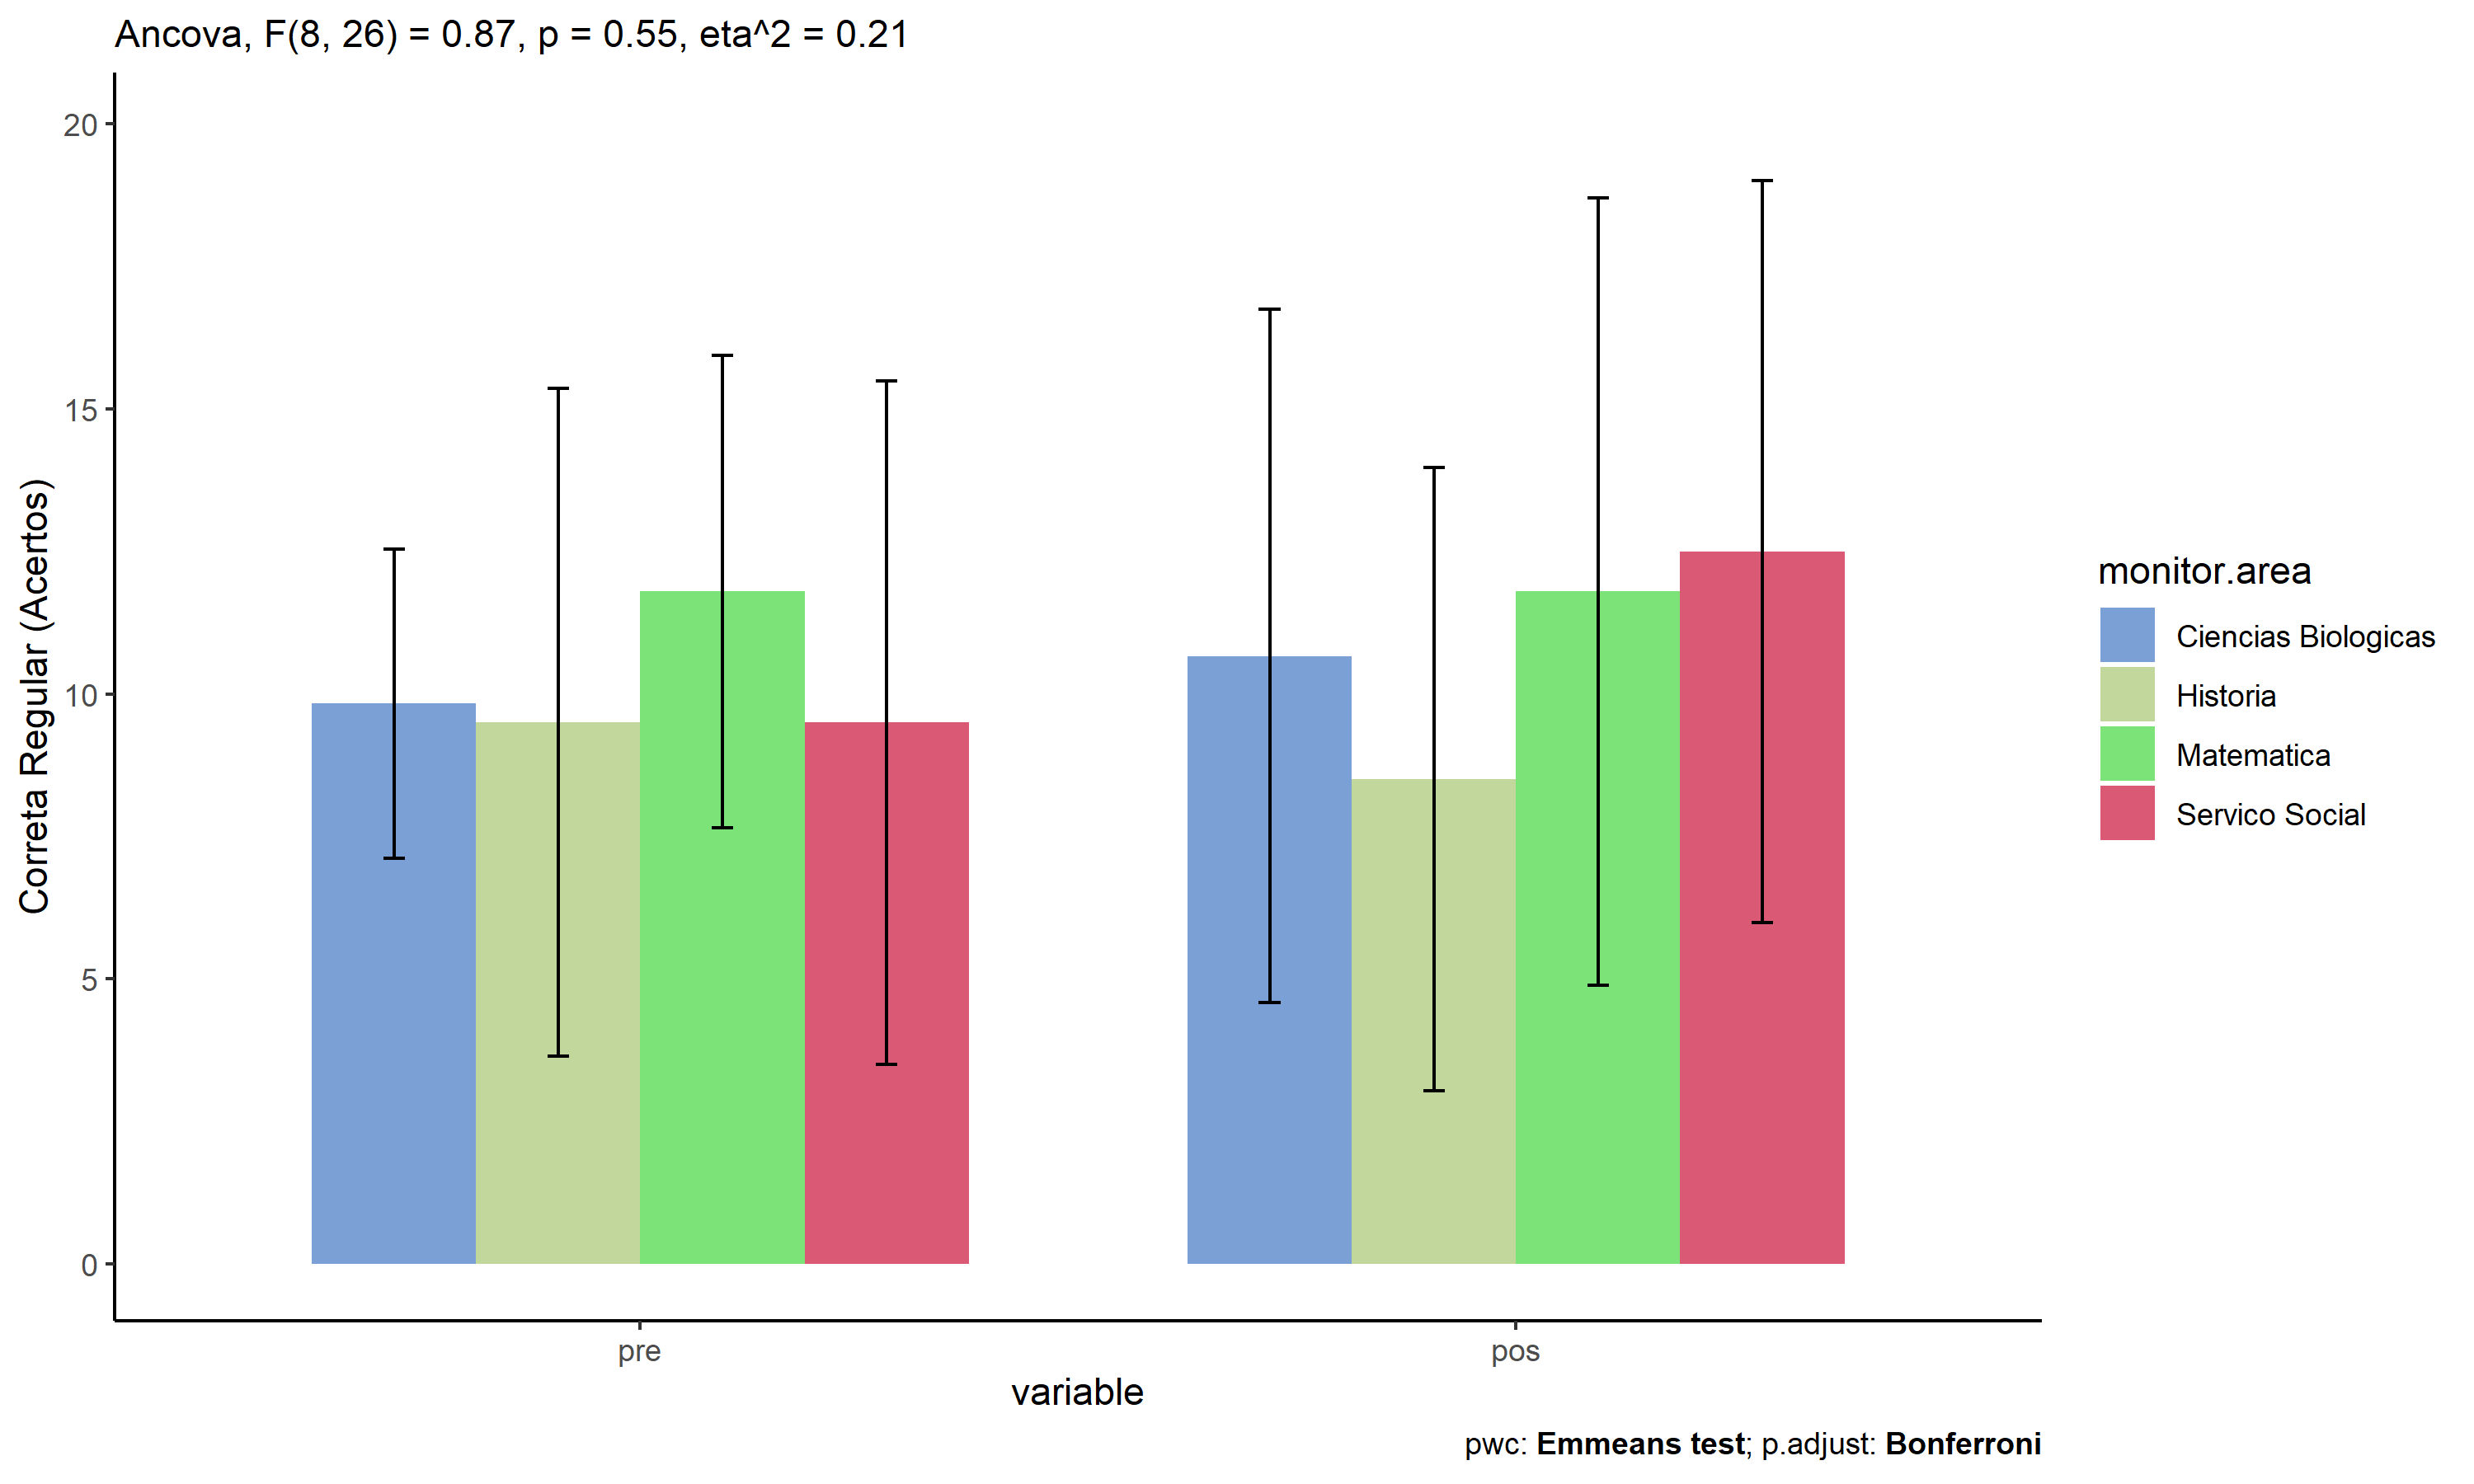 Ancova, F(8, 26) = 0.87, p = 0.55, eta^2 = 0.21
Correta Regular (Acertos)
20
15
10
5
0
pre
pos
variable
monitor.area
Ciencias Biologicas
Historia
Matematica
Servico Social
pwc: Emmeans test; p.adjust: Bonferroni